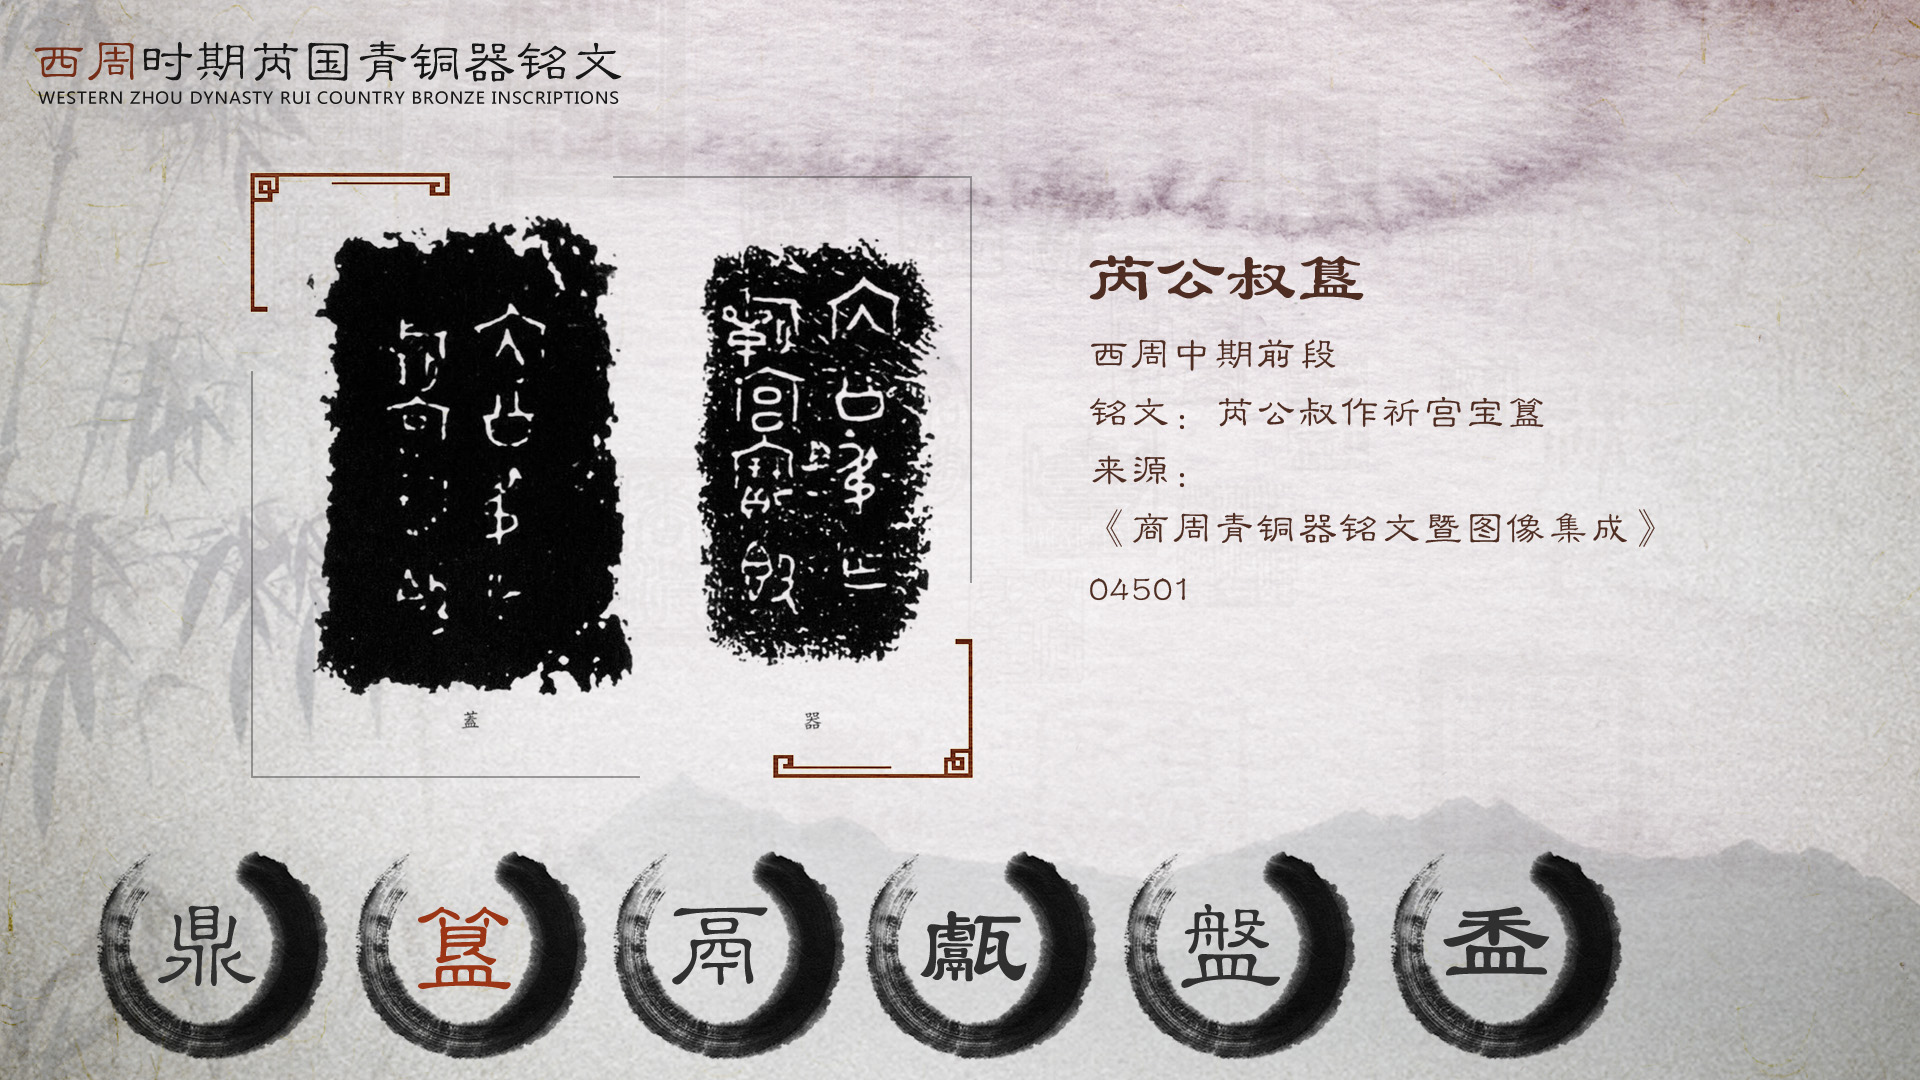 西周时期芮国青铜器铭文
WESTERN ZHOU DYNASTY RUI COUNTRY BRONZE INSCRIPTIONS
蓋
器
芮公叔簋
西周中期前段
铭文：芮公叔作祈宫宝簋
来源：
《商周青铜器铭文暨图像集成》
04501
鼎
簋
鬲
甗
盤
盉